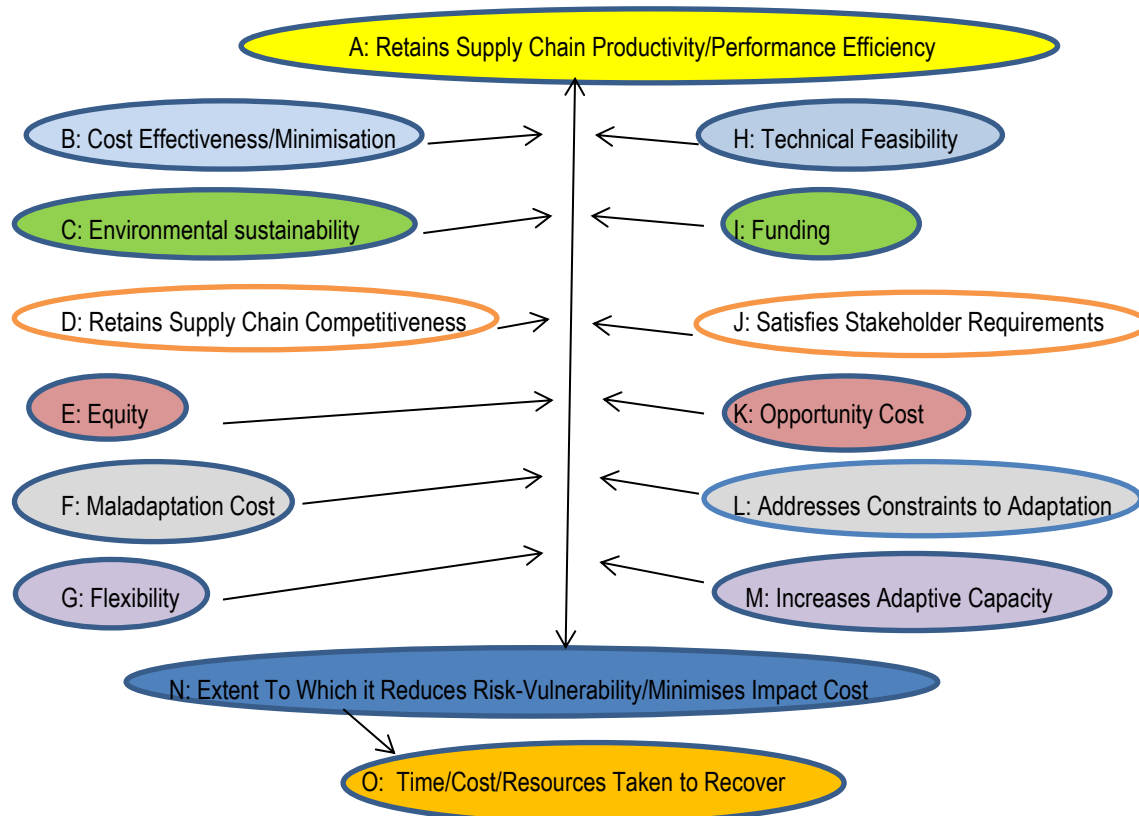 A: Retains Supply Chain Productivity/Performance Efficiency
B: Cost Effectiveness/Minimisation
H: Technical Feasibility
C: Environmental sustainability
I: Funding
D: Retains Supply Chain Competitiveness
J: Satisfies Stakeholder Requirements
E: Equity
K: Opportunity Cost
F: Maladaptation Cost
L: Addresses Constraints to Adaptation
G: Flexibility
M: Increases Adaptive Capacity
N: Extent To Which it Reduces Risk-Vulnerability/Minimises Impact Cost
O: Time/Cost/Resources Taken to Recover